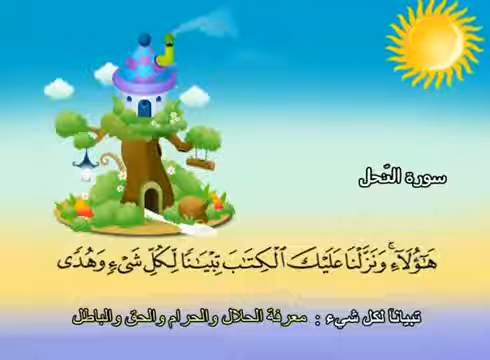 سورة النّحل
هَٰٓؤُلَآءِۚ وَنَزَّلۡنَا عَلَيۡكَ ٱلۡكِتَٰبَ تِبۡيَٰنٗا لِّكُلِّ شَيۡءٖ وَهُدٗى
تبياناً لكل شيء : معرفة الحلال والحرام والحق والباطل